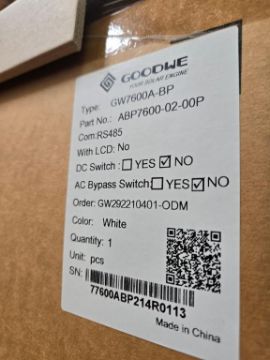 GOODWE
YOUR SOLAR ENGINE
Type: GW7600A-BP
Part No.: ABP7600-02-00P
Com:RS485
With LCD: No
DC Switch : ☐ YES ☑ NO
AC Bypass Switch: ☐ YES ☑ NO
Order: GW292210401-ODM
Color: White
Quantity: 1
Unit: pcs
SN:
77600ABP214R0113
Made in China